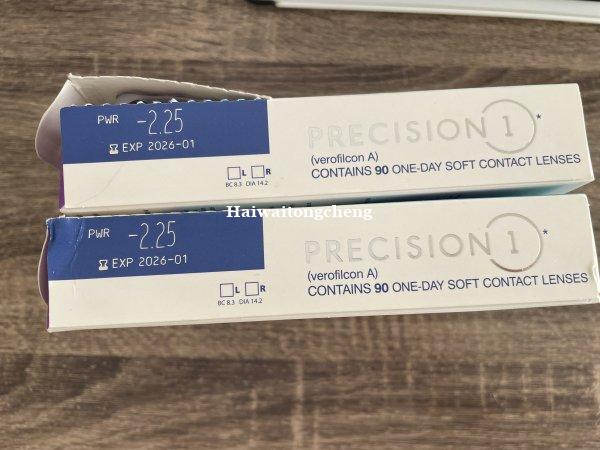 PWR -2.25
EXP 2026-01
L R
BC 8.3 DIA 14.2
PRECISION 1*
(verofilcon A)
CONTAINS 90 ONE-DAY SOFT CONTACT LENSES
Haiwaitongcheng
PWR -2.25
EXP 2026-01
L R
BC 8.3 DIA 14.2
PRECISION 1*
(verofilcon A)
CONTAINS 90 ONE-DAY SOFT CONTACT LENSES